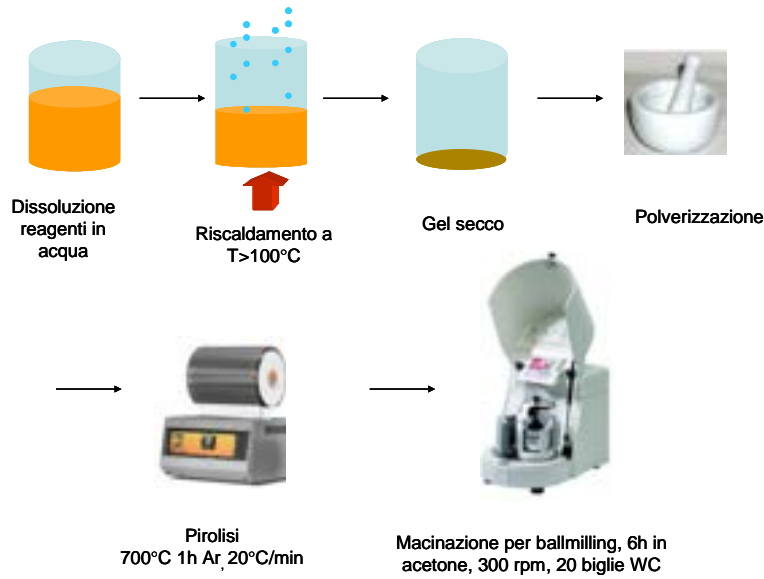 Dissoluzione
reagenti in
acqua
Riscaldamento a
T>100°C
Gel secco
Polverizzazione
Pirolisi
700°C 1h Ar, 20°C/min
Macinazione per ballmilling, 6h in
acetone, 300 rpm, 20 biglie WC